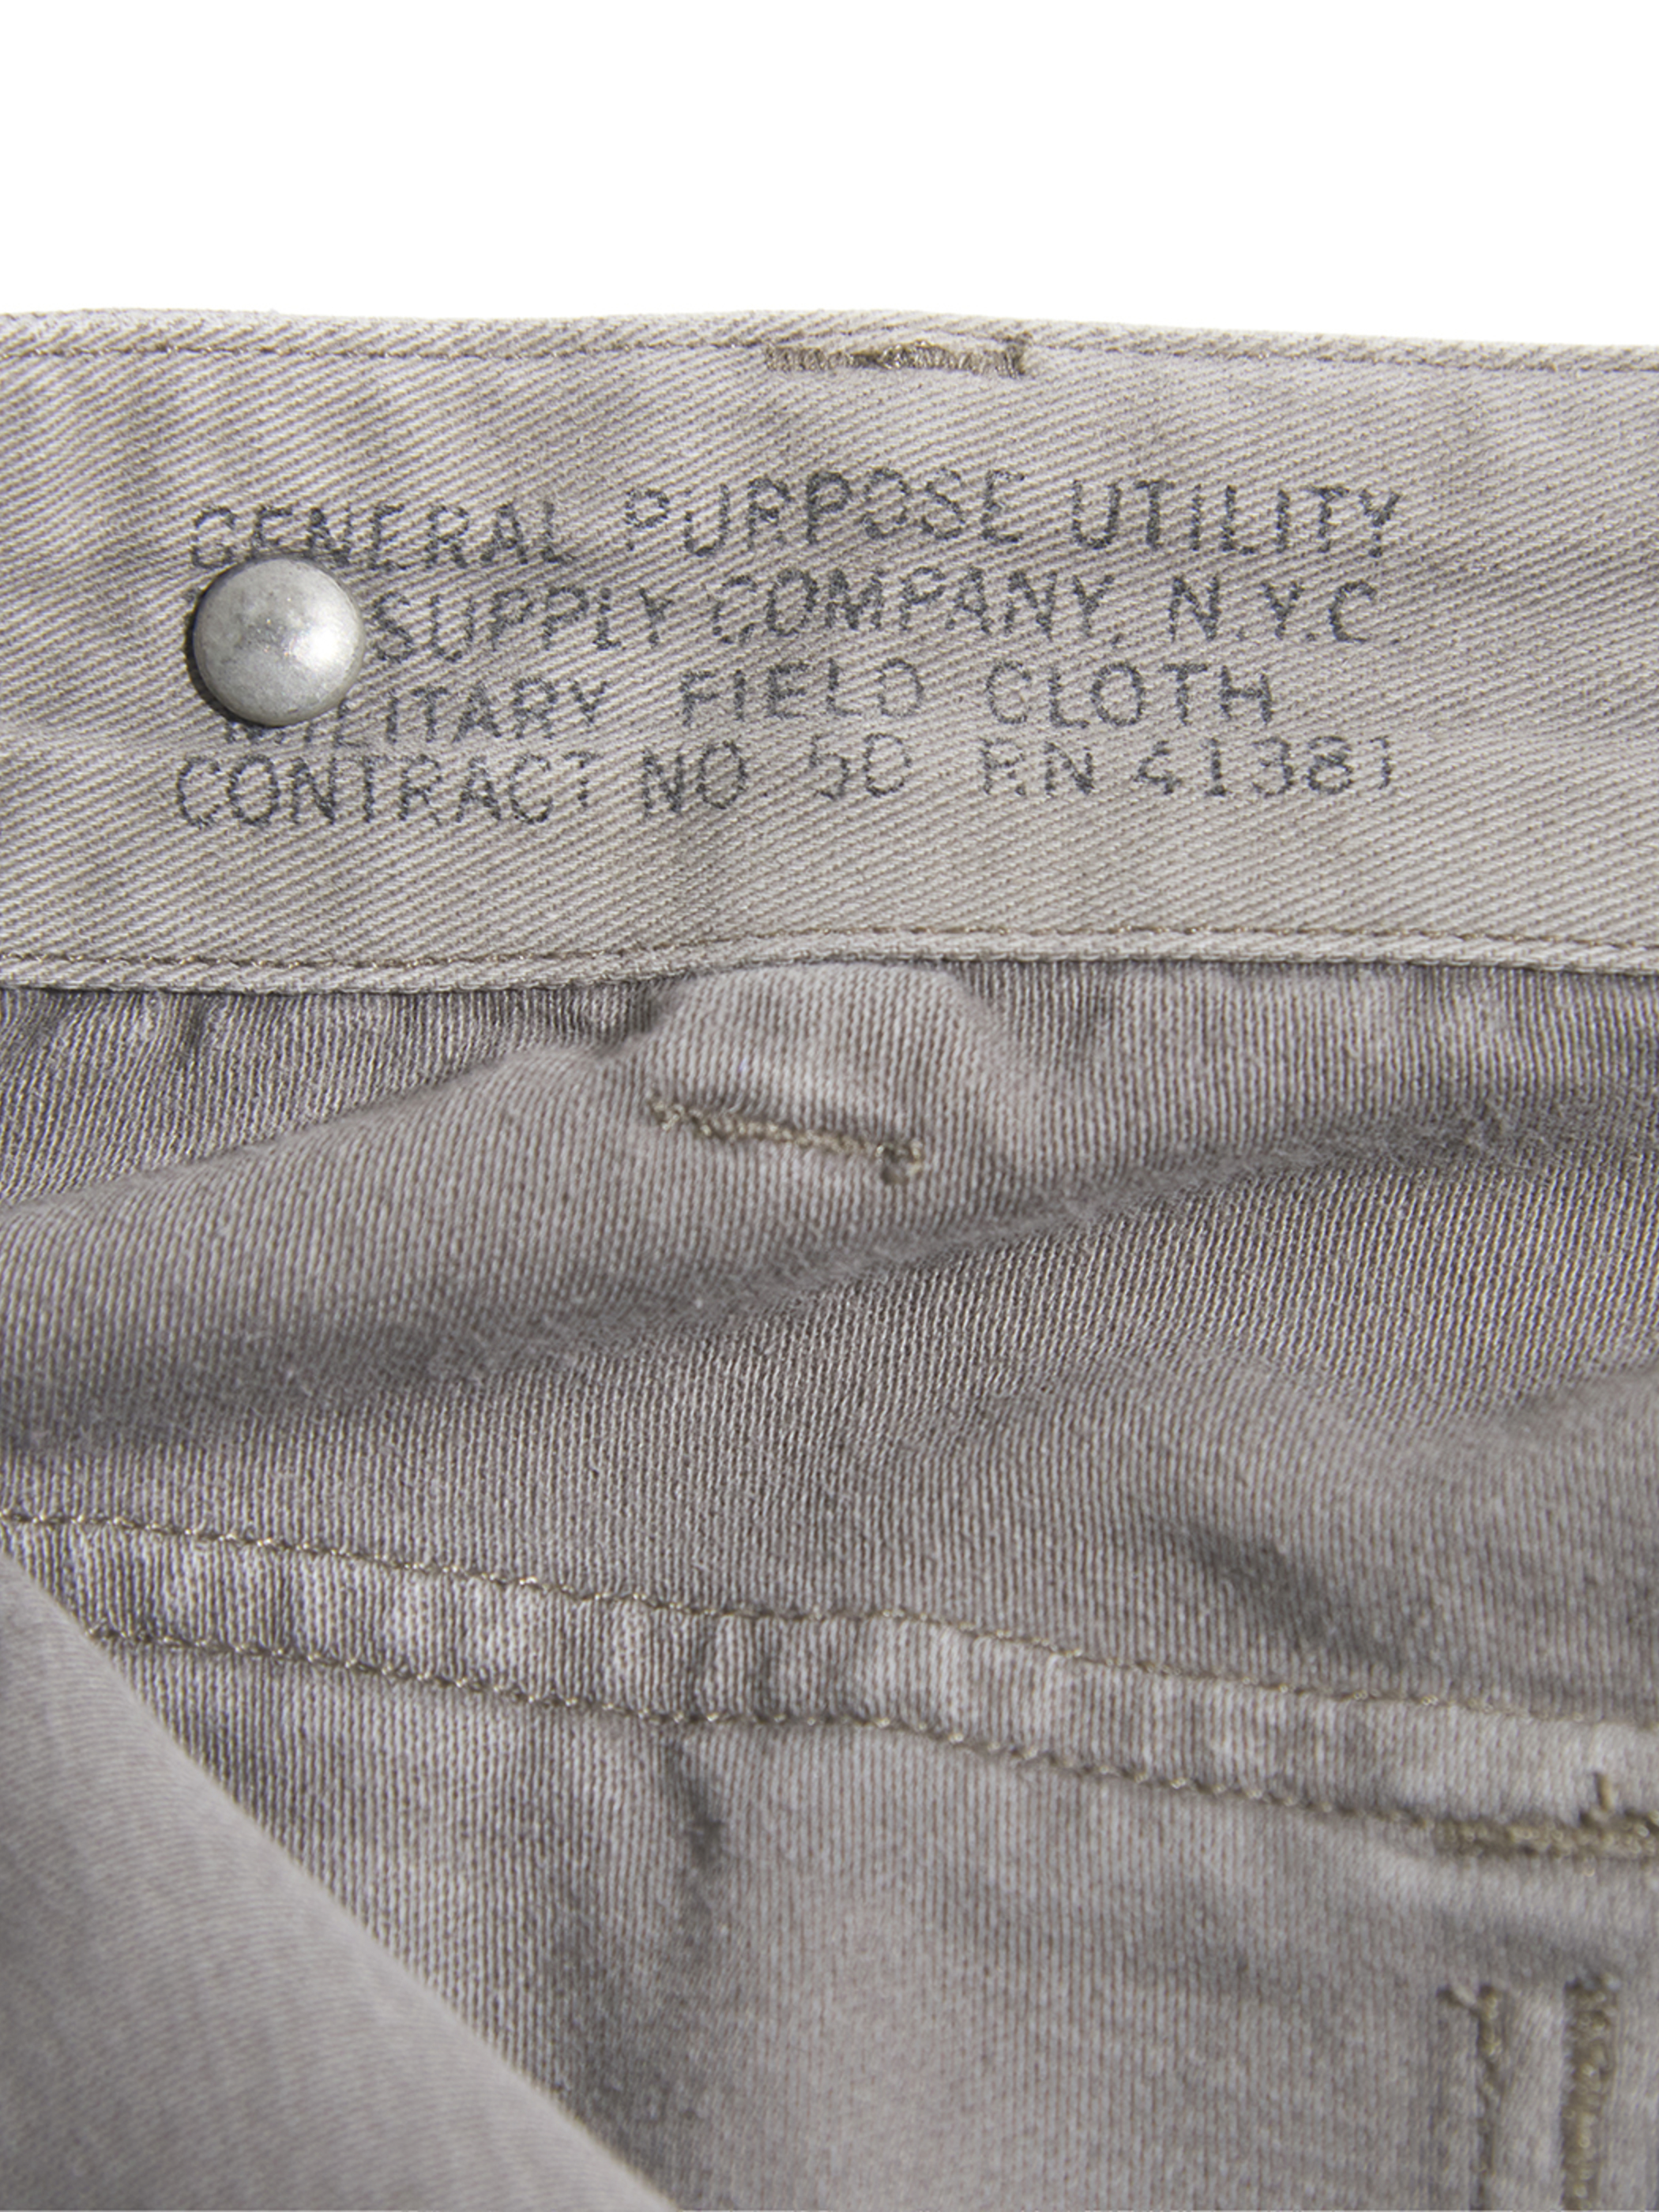 GENERAL PURPOSE UTILITY
SUPPLY COMPANY, N.Y.C.
MILITARY FIELD CLOTH
CONTRACT NO. 50 RN 41381